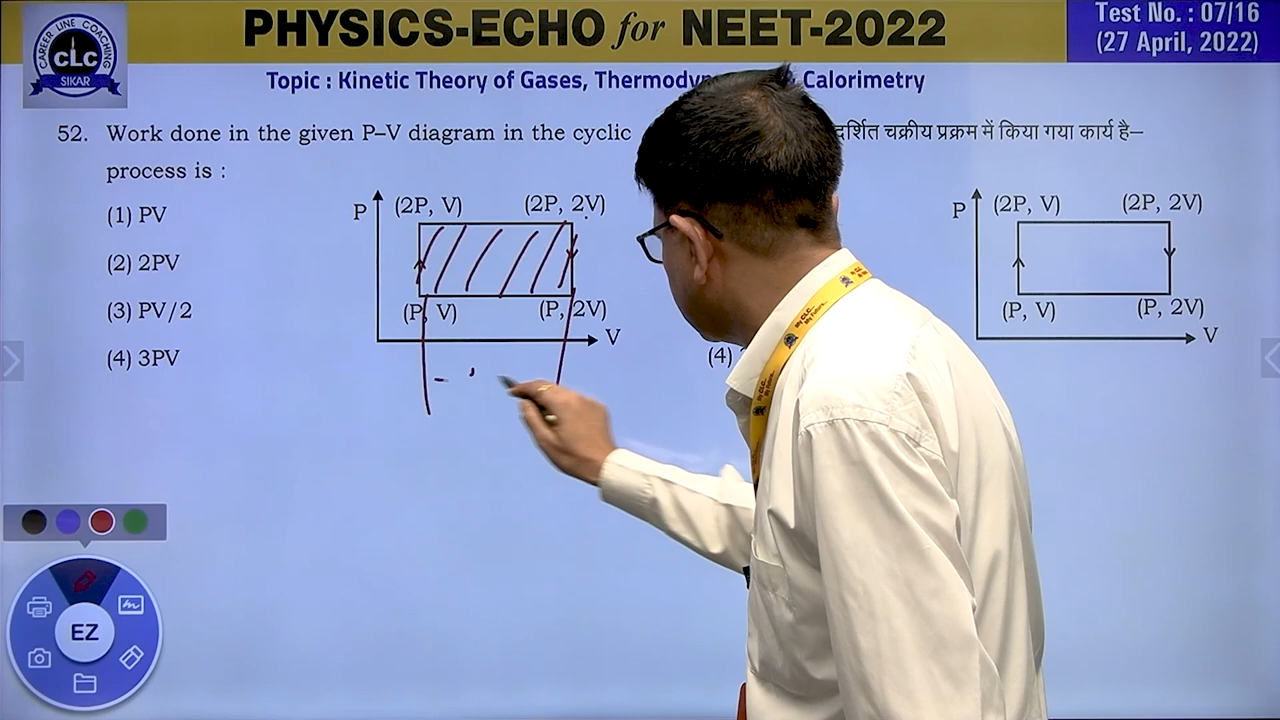 CAREER LINE COACHING
CLC
SIKAR
PHYSICS-ECHO for NEET-2022
Test No. : 07/16
(27 April, 2022)
Topic : Kinetic Theory of Gases, Calorimetry
52. Work done in the given P–V diagram in the cyclic
process is :
चक्रीय प्रक्रम में किया गया कार्य है–
(1) PV
(2) 2PV
(3) PV/2
(4) 3PV
P
(2P, V) (2P, 2V)
(P, V) (P, 2V)
V
(4)
P
(2P, V) (2P, 2V)
(P, V) (P, 2V)
V
EZ